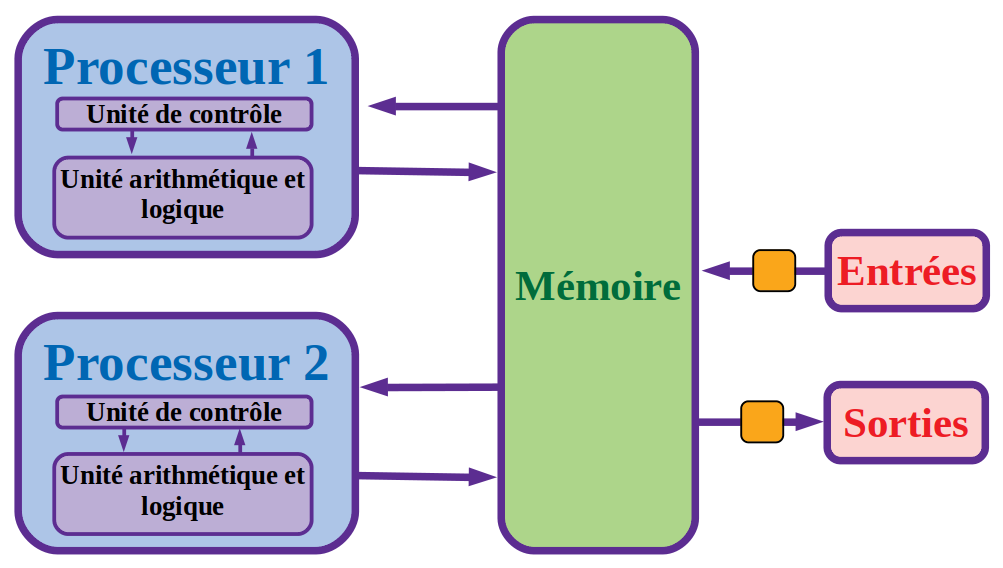 Processeur 1
Unité de contrôle
Unité arithmétique et
logique
Processeur 2
Unité de contrôle
Unité arithmétique et
logique
Mémoire
Entrées
Sorties